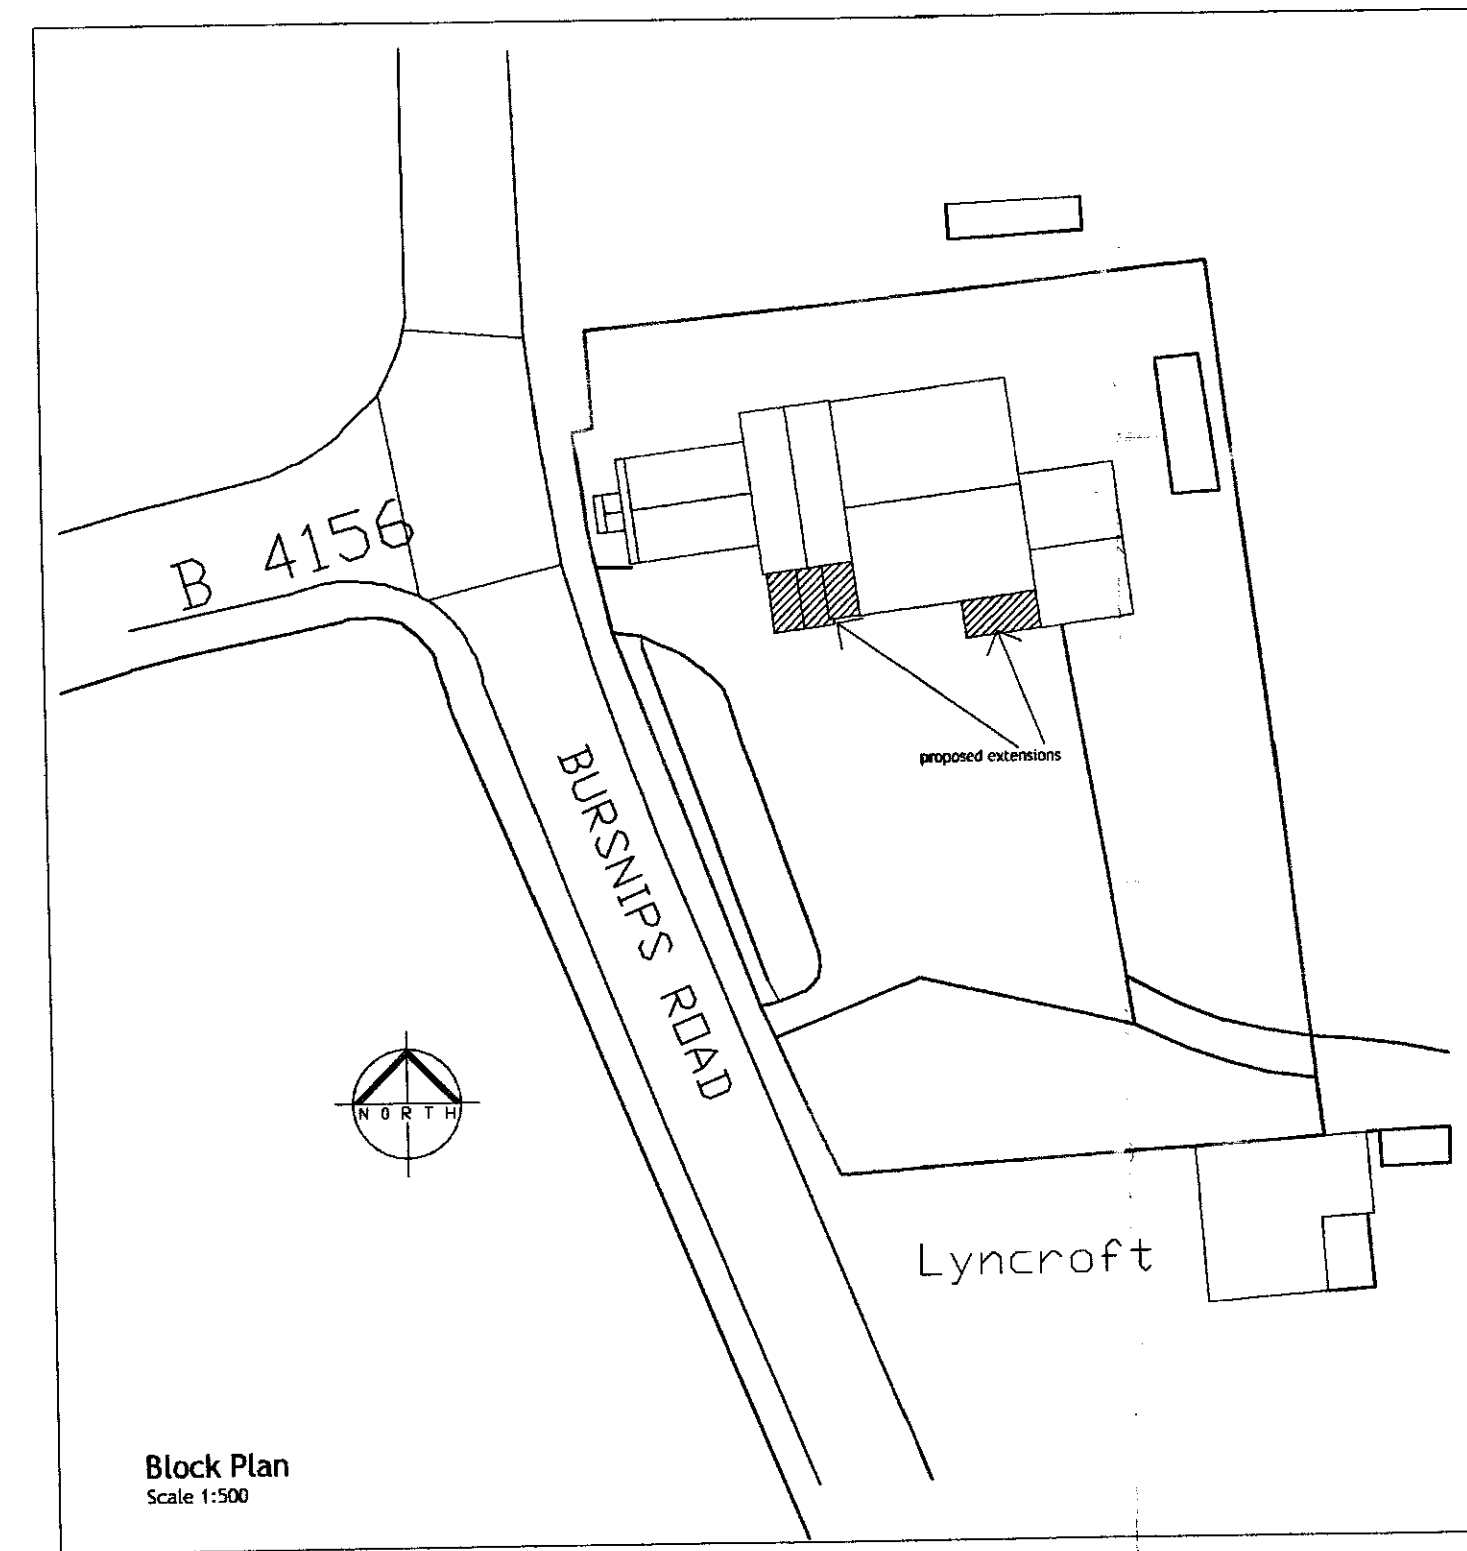 B 4156
proposed extensions
BURSNIPS ROAD
NORTH
Lyncroft
Block Plan
Scale 1:500